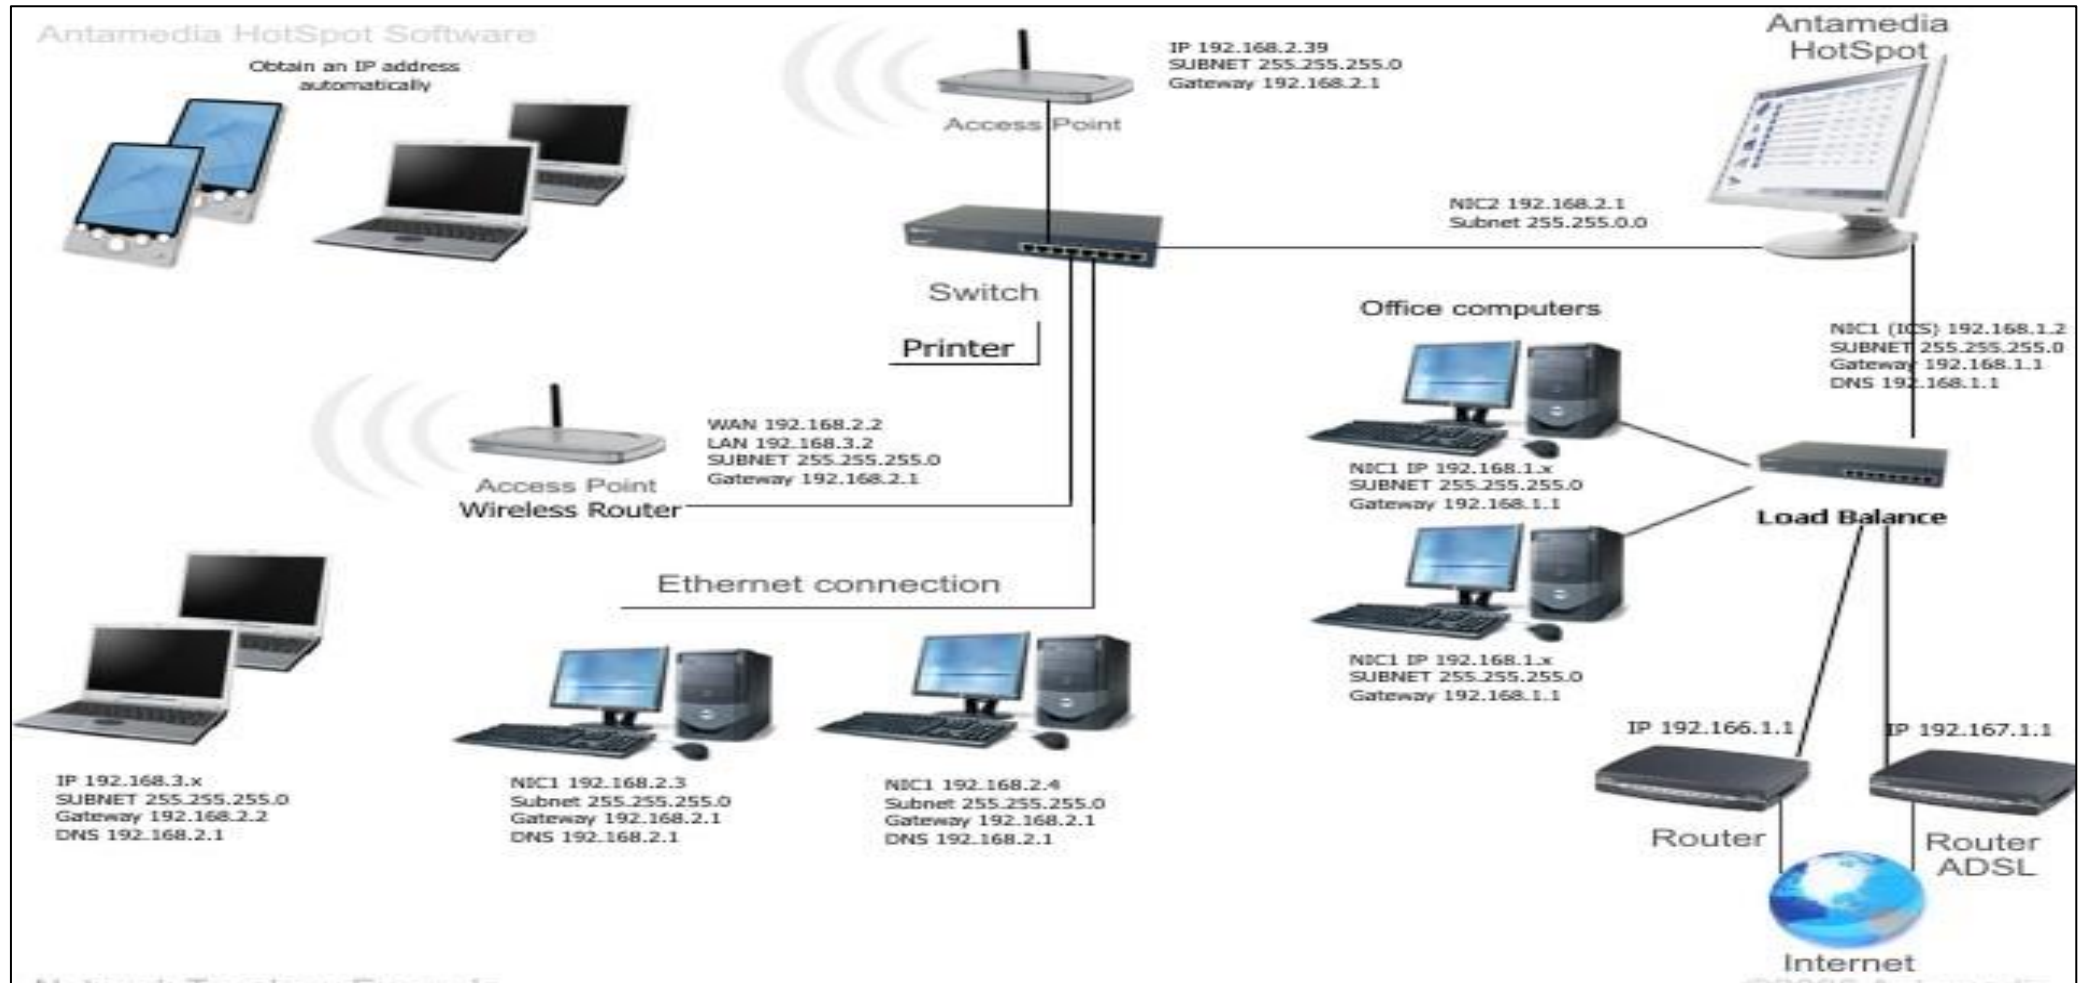 Antamedia HotSpot Software
Obtain an IP address
automatically
IP 192.168.2.39
SUBNET 255.255.255.0
Gateway 192.168.2.1
Access Point
Antamedia
HotSpot
NIC2 192.168.2.1
Subnet 255.255.0.0
Switch
Printer
Office computers
NIC1 (ICS) 192.168.1.2
SUBNET 255.255.255.0
Gateway 192.168.1.1
DNS 192.168.1.1
WAN 192.168.2.2
LAN 192.168.3.2
SUBNET 255.255.255.0
Gateway 192.168.2.1
Access Point
Wireless Router
NIC1 IP 192.168.1.x
SUBNET 255.255.255.0
Gateway 192.168.1.1
Load Balance
Ethernet connection
NIC1 IP 192.168.1.x
SUBNET 255.255.255.0
Gateway 192.168.1.1
IP 192.166.1.1
IP 192.167.1.1
IP 192.168.3.x
SUBNET 255.255.255.0
Gateway 192.168.2.2
DNS 192.168.2.1
NIC1 192.168.2.3
Subnet 255.255.255.0
Gateway 192.168.2.1
DNS 192.168.2.1
NIC1 192.168.2.4
Subnet 255.255.255.0
Gateway 192.168.2.1
DNS 192.168.2.1
Router
Router
ADSL
Internet